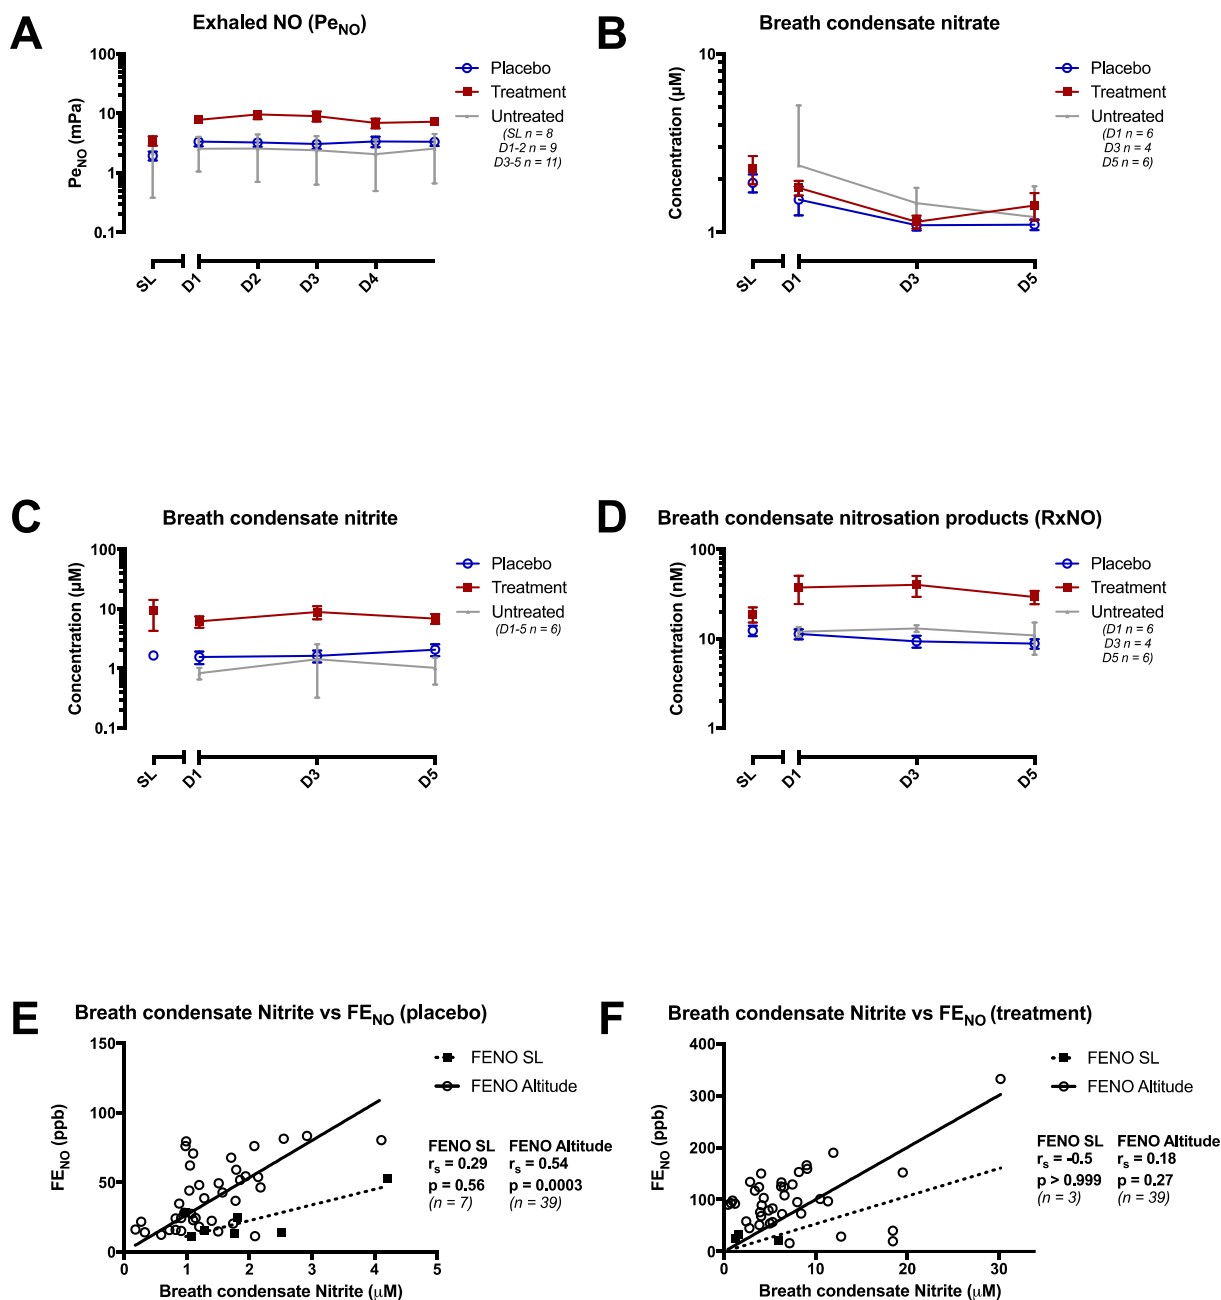 A
Exhaled NO (PeNO)
PeNO (mPa)
100
10
1
0.1
SL
D1
D2
D3
D4
Placebo
Treatment
Untreated
(SL n = 8
D1-2 n = 9
D3-5 n = 11)
B
Breath condensate nitrate
Concentration (µM)
10
1
SL
D1
D3
D5
Placebo
Treatment
Untreated
(D1 n = 6
D3 n = 4
D5 n = 6)
C
Breath condensate nitrite
Concentration (µM)
100
10
1
0.1
SL
D1
D3
D5
Placebo
Treatment
Untreated
(D1-5 n = 6)
D
Breath condensate nitrosation products (RxNO)
Concentration (nM)
100
10
1
SL
D1
D3
D5
Placebo
Treatment
Untreated
(D1 n = 6
D3 n = 4
D5 n = 6)
E
Breath condensate Nitrite vs FENO (placebo)
FENO (ppb)
150
100
50
0
0 1 2 3 4 5
Breath condensate Nitrite (µM)
FENO SL
FENO Altitude
FENO SL FENO Altitude
rs = 0.29 rs = 0.54
p = 0.56 p = 0.0003
(n = 7) (n = 39)
F
Breath condensate Nitrite vs FENO (treatment)
FENO (ppb)
400
300
200
100
0
0 10 20 30
Breath condensate Nitrite (µM)
FENO SL
FENO Altitude
FENO SL FENO Altitude
rs = -0.5 rs = 0.18
p > 0.999 p = 0.27
(n = 3) (n = 39)